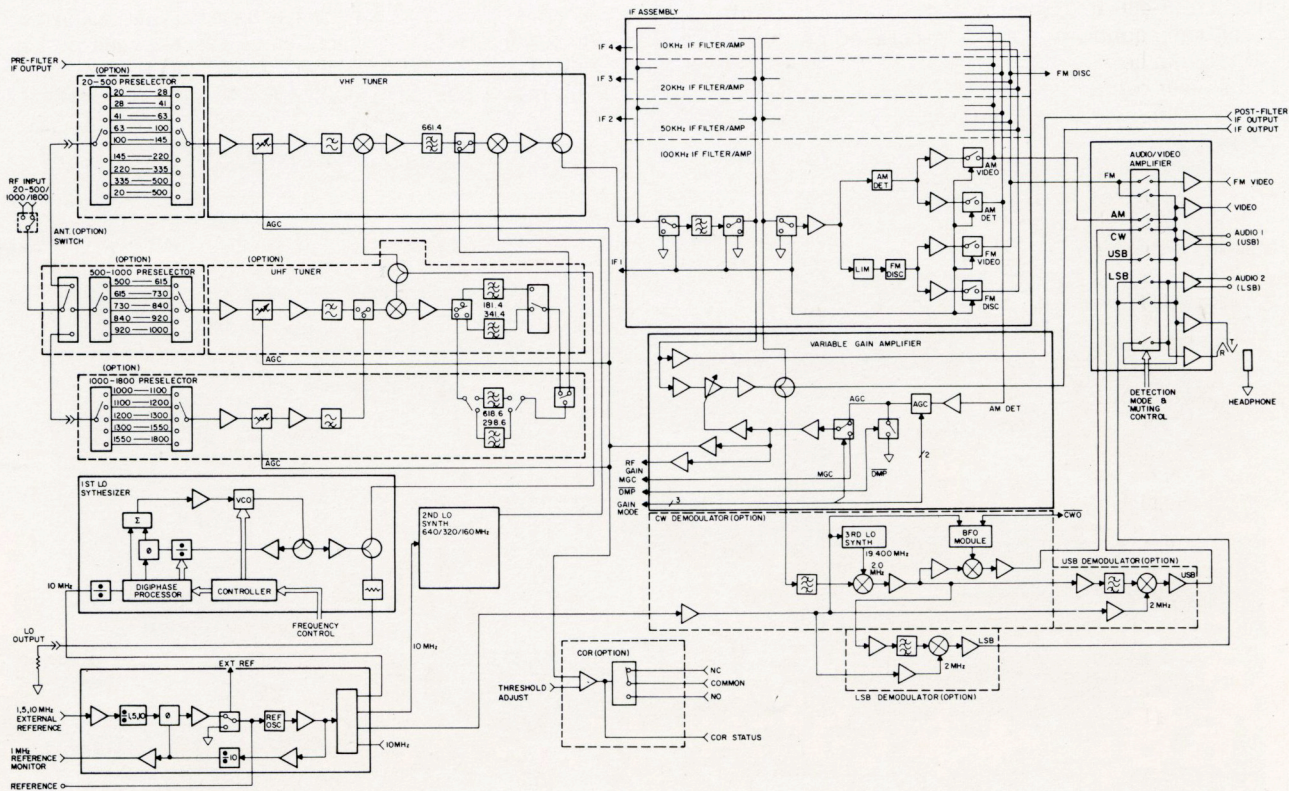 IF ASSEMBLY
IF 4
10KHz IF FILTER/AMP
IF 3
20KHz IF FILTER/AMP
IF 2
50KHz IF FILTER/AMP
100KHz IF FILTER/AMP
IF 1
AM DET
AM VIDEO
AM DET
LIM
FM DISC
FM VIDEO
FM DISC
FM DISC
POST-FILTER IF OUTPUT
IF OUTPUT
PRE-FILTER IF OUTPUT
(OPTION)
20-500 PRESELECTOR
20 28
28 41
41 63
63 100
100 145
145 220
220 335
335 500
20 500
VHF TUNER
661.4
AGC
RF INPUT
20-500/
1000/1800
ANT. (OPTION)
SWITCH
(OPTION)
500-1000 PRESELECTOR
500 615
615 730
730 840
840 920
920 1000
(OPTION)
UHF TUNER
181.4
341.4
AGC
(OPTION)
1000-1800 PRESELECTOR
1000 1100
1100 1200
1200 1300
1300 1550
1550 1800
618.6
298.6
AGC
AUDIO/VIDEO AMPLIFIER
FM
AM
CW
USB
LSB
FM VIDEO
VIDEO
AUDIO 1
(USB)
AUDIO 2
(LSB)
R
T
HEADPHONE
DETECTION
MODE &
MUTING
CONTROL
VARIABLE GAIN AMPLIFIER
AGC
AGC
AM DET
2
RF GAIN
MGC
MGC
DMP
DMP
GAIN MODE
3
1ST LO
SYTHESIZER
VCO
Σ
Ø
÷
10 MHz
÷
DIGIPHASE PROCESSOR
CONTROLLER
FREQUENCY CONTROL
LO OUTPUT
2ND LO
SYNTH
640/320/160MHz
10 MHz
CW DEMODULATOR (OPTION)
3RD LO SYNTH
19.400 MHz
2.0 MHz
BFO MODULE
CWO
USB DEMODULATOR (OPTION)
USB
2 MHz
LSB
2 MHz
LSB DEMODULATOR (OPTION)
COR (OPTION)
THRESHOLD ADJUST
NC
COMMON
NO
COR STATUS
EXT REF
1,5,10 MHz
EXTERNAL
REFERENCE
÷ 1,5,10
Ø
REF OSC
÷10
10MHz
1 MHz
REFERENCE
MONITOR
REFERENCE